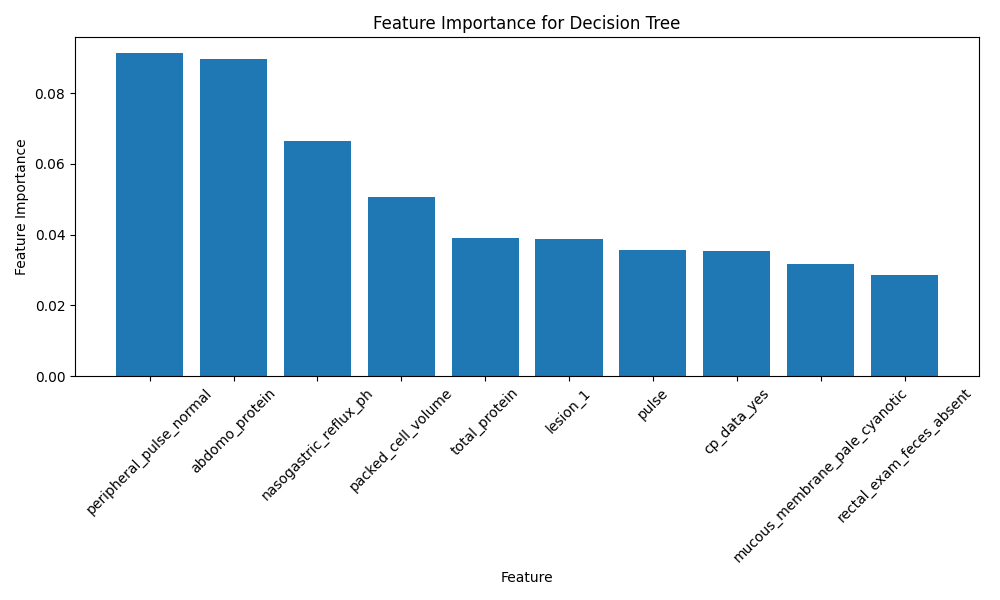 Feature Importance for Decision Tree
Feature Importance
0.08
0.06
0.04
0.02
0.00
peripheral_pulse_normal
abdomo_protein
nasogastric_reflux_ph
packed_cell_volume
total_protein
lesion_1
pulse
cp_data_yes
mucous_membrane_pale_cyanotic
rectal_exam_feces_absent
Feature